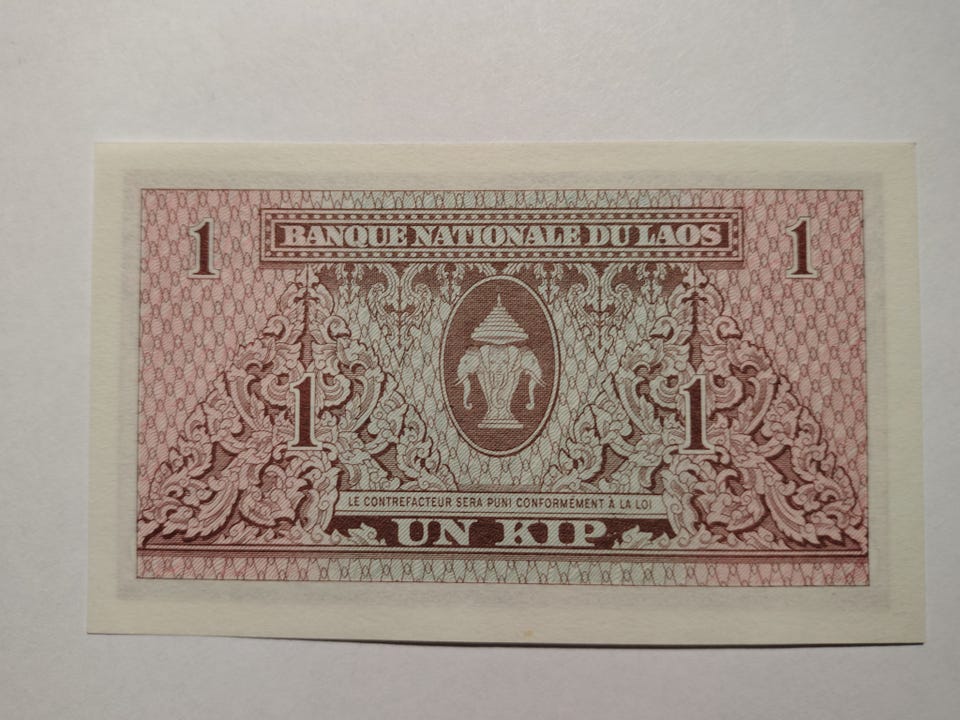 1 BANQUE NATIONALE DU LAOS 1
1 1
LE CONTREFACTEUR SERA PUNI CONFORMÉMENT À LA LOI
UN KIP